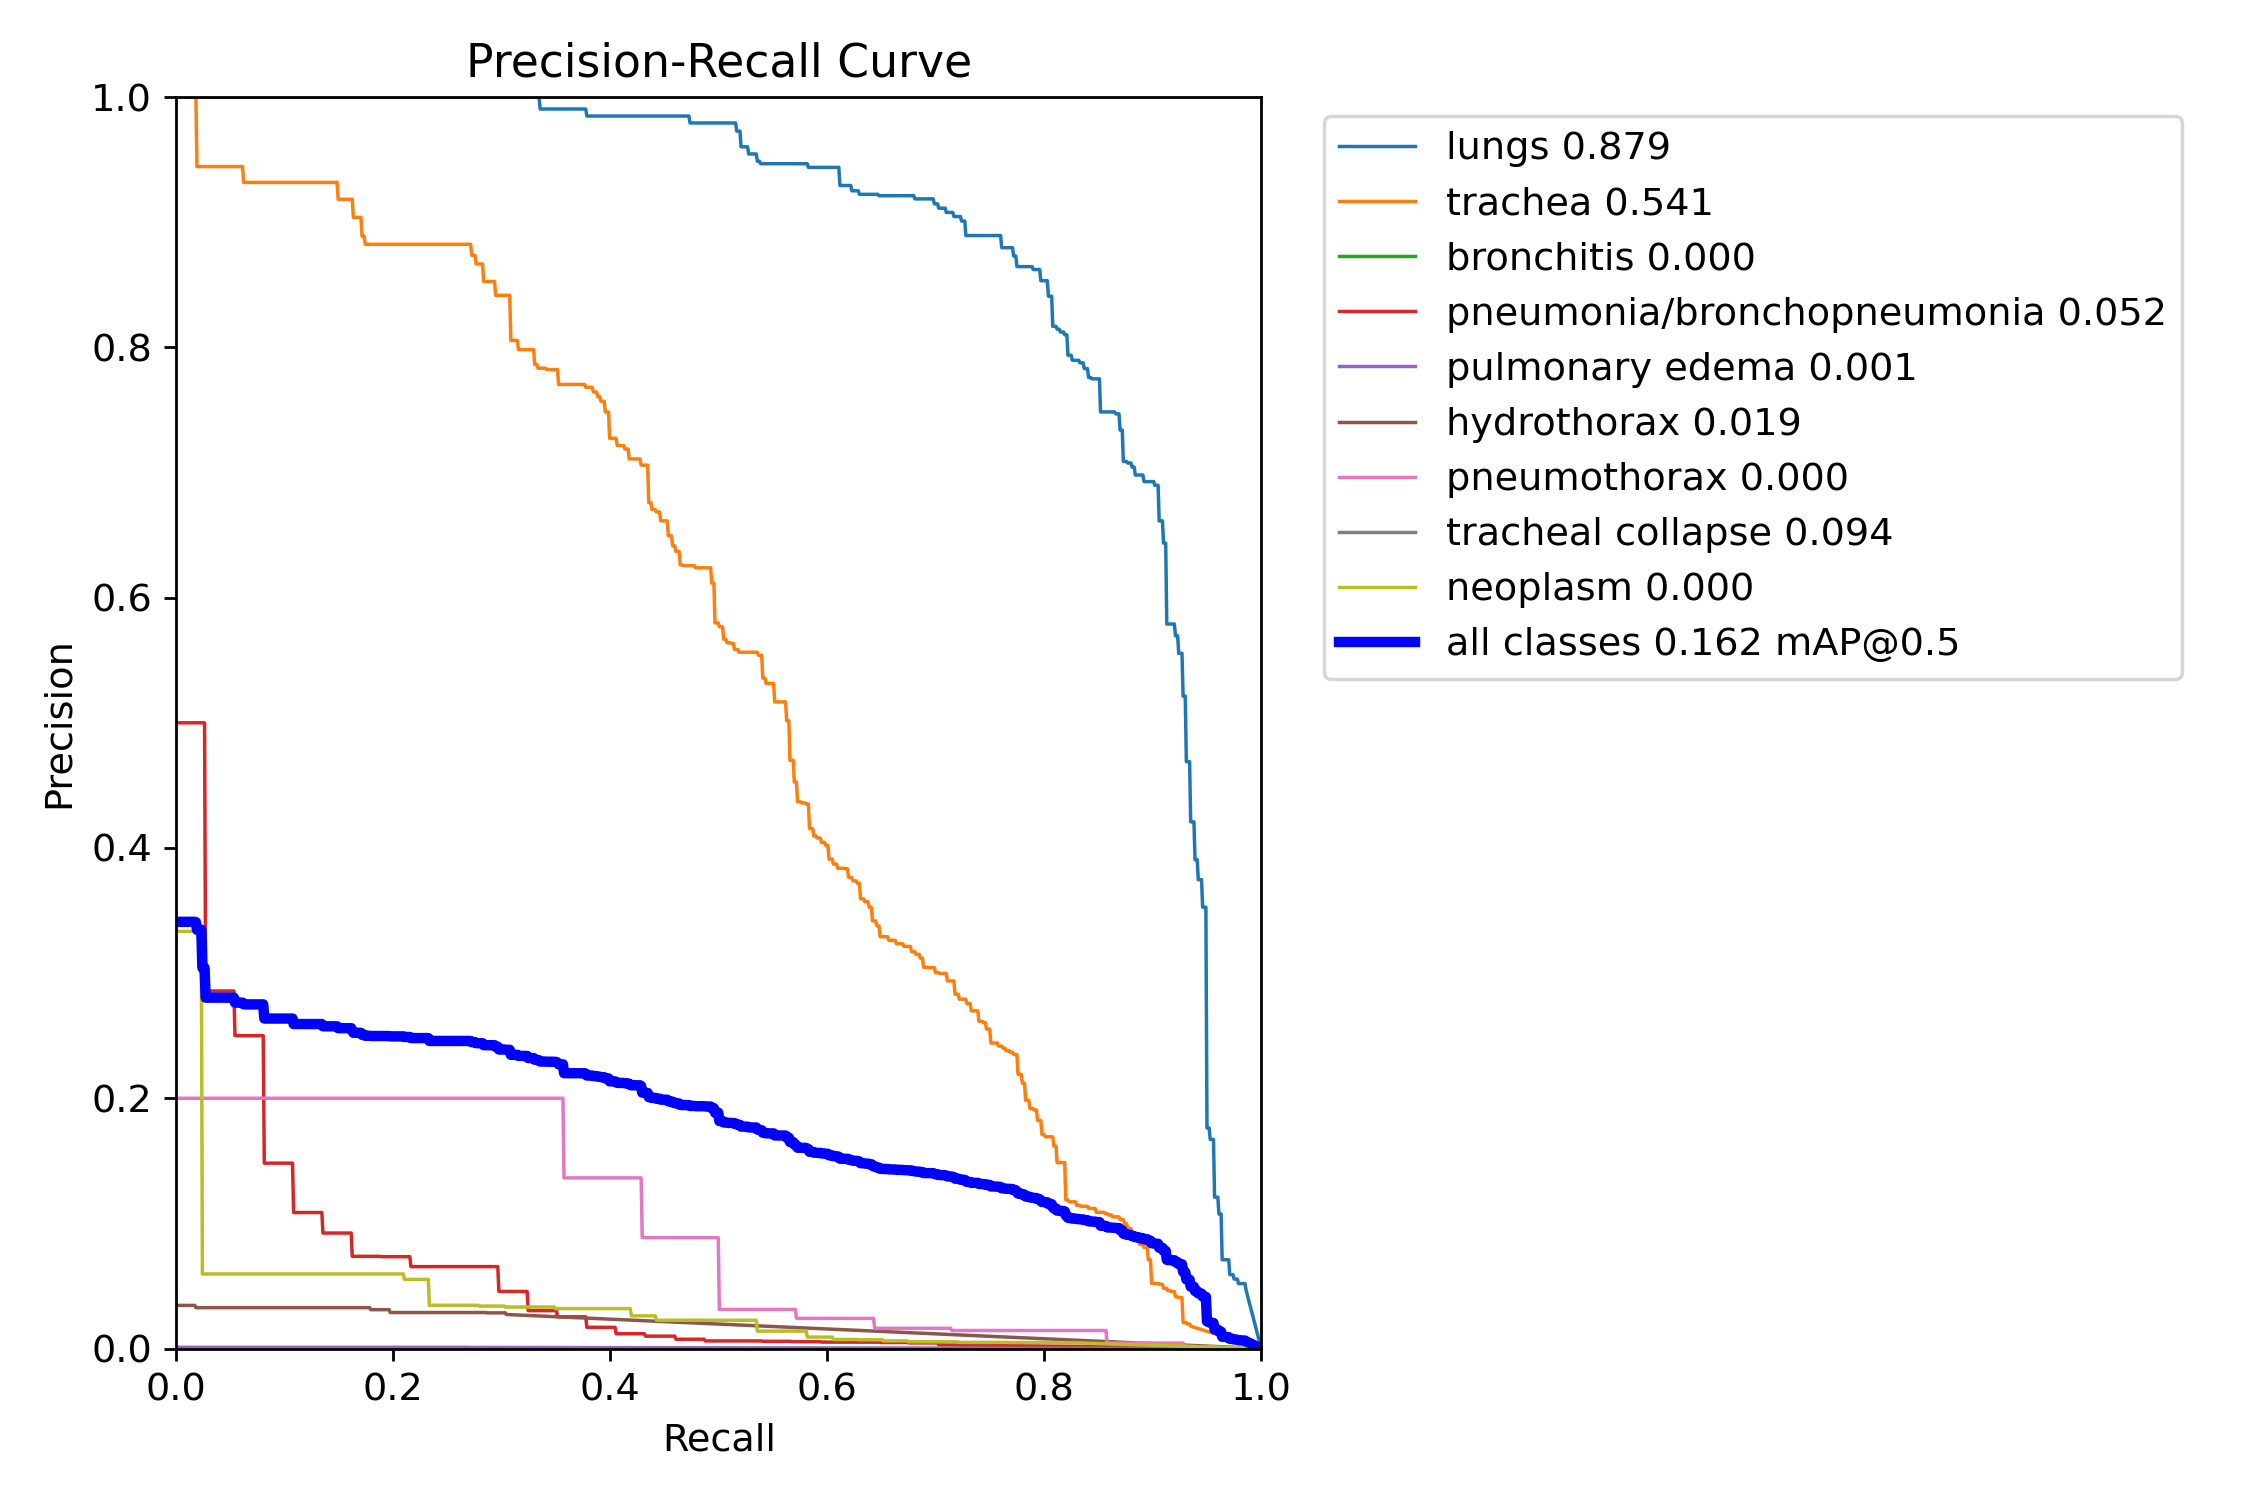 Precision-Recall Curve
1.0
0.8
0.6
0.4
0.2
0.0
Precision
0.0 0.2 0.4 0.6 0.8 1.0
Recall
lungs 0.879
trachea 0.541
bronchitis 0.000
pneumonia/bronchopneumonia 0.052
pulmonary edema 0.001
hydrothorax 0.019
pneumothorax 0.000
tracheal collapse 0.094
neoplasm 0.000
all classes 0.162 mAP@0.5